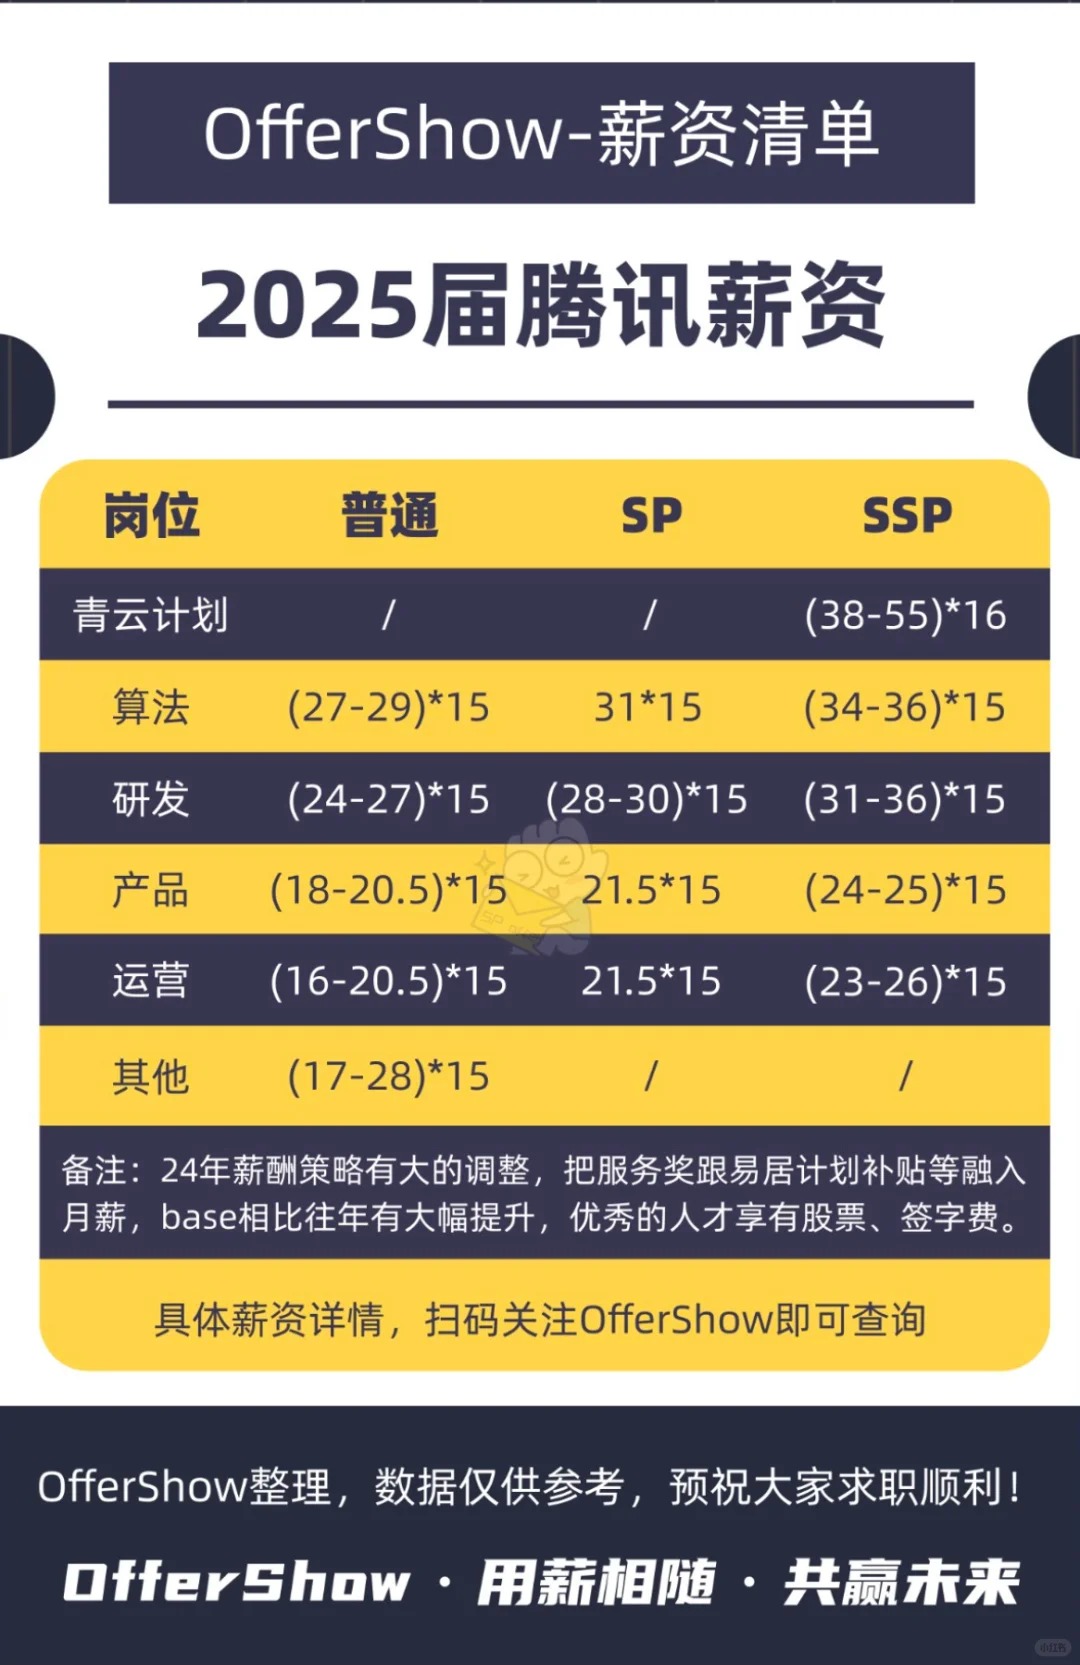 OfferShow-薪资清单
2025届腾讯薪资
岗位 普通 SP SSP
青云计划 / / (38-55)*16
算法 (27-29)*15 31*15 (34-36)*15
研发 (24-27)*15 (28-30)*15 (31-36)*15
产品 (18-20.5)*15 21.5*15 (24-25)*15
运营 (16-20.5)*15 21.5*15 (23-26)*15
其他 (17-28)*15 / /
备注：24年薪酬策略有大的调整，把服务奖跟易居计划补贴等融入
月薪，base相比往年有大幅提升，优秀的人才享有股票、签字费。
具体薪资详情，扫码关注OfferShow即可查询
OfferShow整理，数据仅供参考，预祝大家求职顺利！
OfferShow · 用薪相随 · 共赢未来
小红书